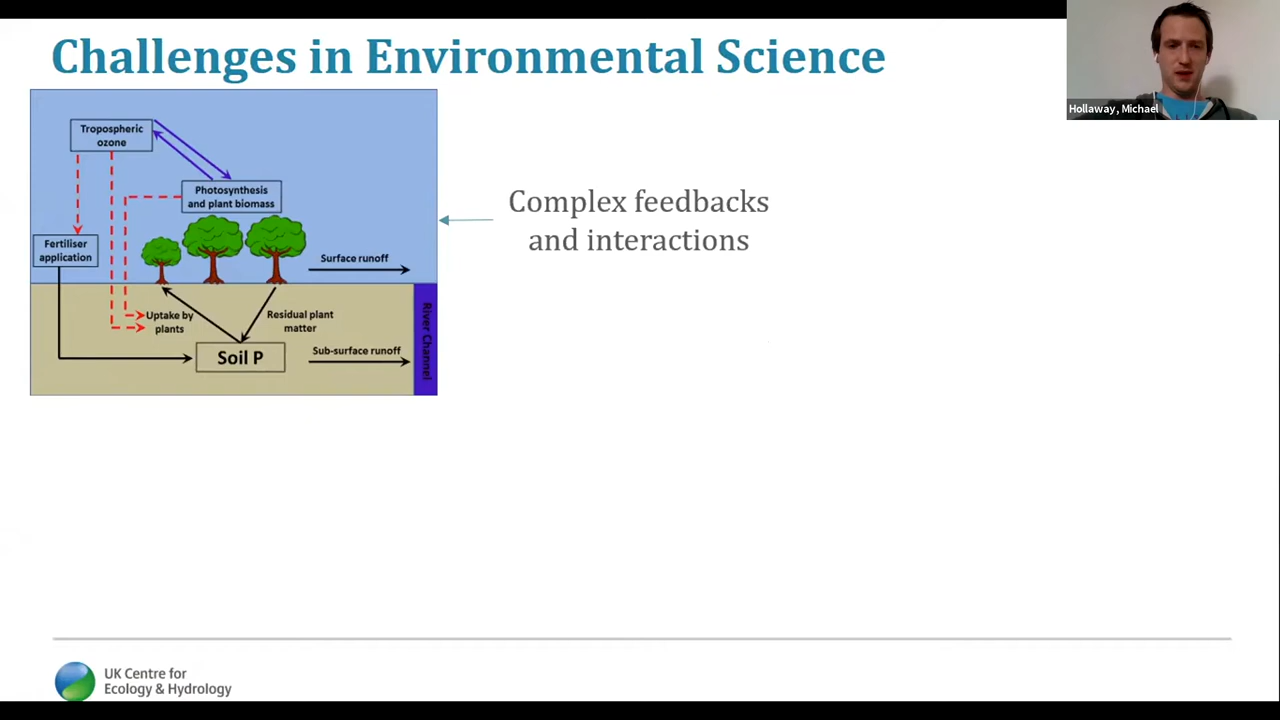 Challenges in Environmental Science
Hollaway, Michael
Tropospheric
ozone
Photosynthesis
and plant biomass
Fertiliser
application
Surface runoff
Uptake by
plants
Residual plant
matter
Soil P
Sub-surface runoff
River Channel
Complex feedbacks
and interactions
UK Centre for
Ecology & Hydrology